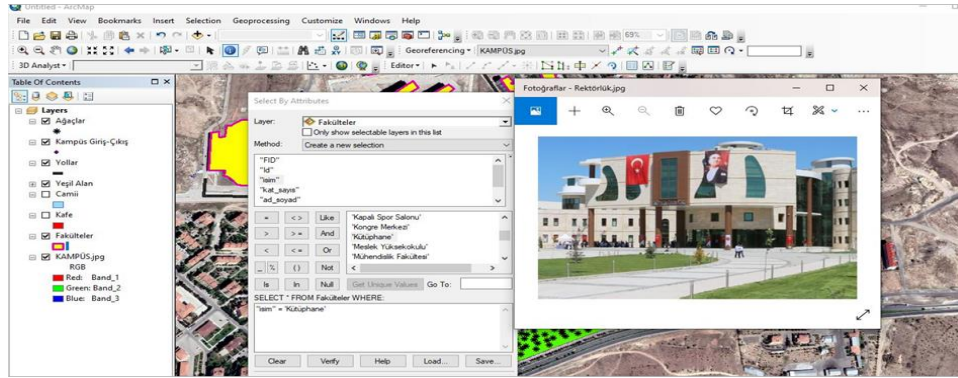 Untitled - ArcMap
File Edit View Bookmarks Insert Selection Geoprocessing Customize Windows Help
69%
Georeferencing KAMPÜS.jpg
3D Analyst Editor
Table Of Contents
Layers
Ağaçlar
Kampüs Giriş-Çıkış
Yollar
Yeşil Alan
Camii
Kafe
Fakülteler
KAMPÜS.jpg
RGB
Red: Band_1
Green: Band_2
Blue: Band_3
Select By Attributes
Layer: Fakülteler
Only show selectable layers in this list
Method: Create a new selection
"FID"
"Id"
"isim"
"kat_sayıs"
"ad_soyad"
= < > Like
> > = And
< < = Or
_ % ( ) Not
Is In Null
'Kapalı Spor Salonu'
'Kongre Merkezi'
'Kütüphane'
'Meslek Yüksekokulu'
'Mühendislik Fakültesi'
Get Unique Values Go To:
SELECT * FROM Fakülteler WHERE:
"isim" = 'Kütüphane'
Clear Verify Help Load... Save...
Fotoğraflar - Rektörlük.jpg